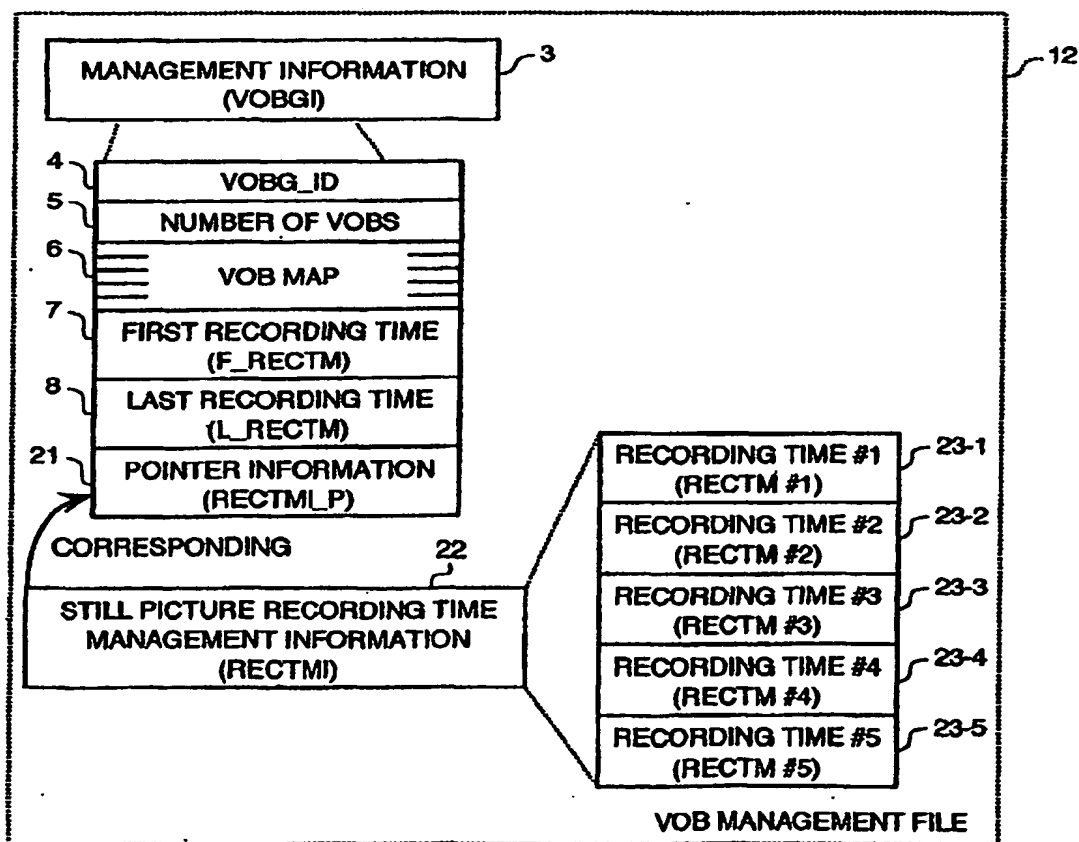 MANAGEMENT INFORMATION
(VOBGI)
3
12
4
VOBG_ID
5
NUMBER OF VOBS
6
VOB MAP
7
FIRST RECORDING TIME
(F_RECTM)
8
LAST RECORDING TIME
(L_RECTM)
21
POINTER INFORMATION
(RECTMI_P)
CORRESPONDING
22
STILL PICTURE RECORDING TIME
MANAGEMENT INFORMATION
(RECTMI)
RECORDING TIME #1
(RECTM #1)
23-1
RECORDING TIME #2
(RECTM #2)
23-2
RECORDING TIME #3
(RECTM #3)
23-3
RECORDING TIME #4
(RECTM #4)
23-4
RECORDING TIME #5
(RECTM #5)
23-5
VOB MANAGEMENT FILE